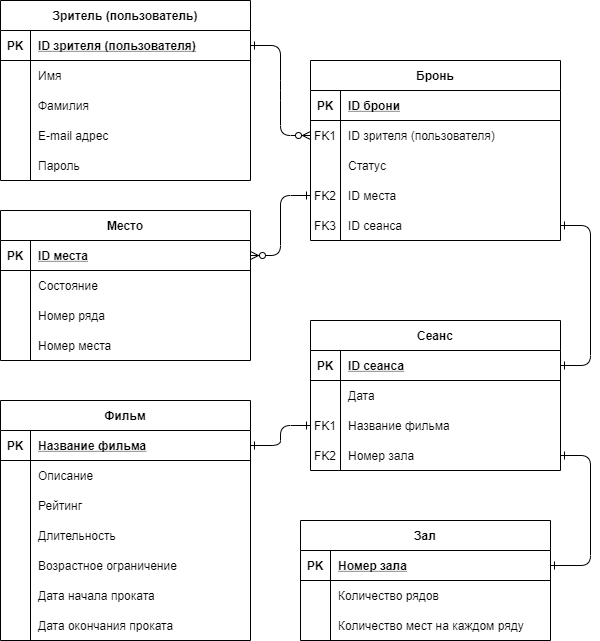 Зритель (пользователь)
PK ID зрителя (пользователя)
Имя
Фамилия
E-mail адрес
Пароль
Бронь
PK ID брони
FK1 ID зрителя (пользователя)
Статус
FK2 ID места
FK3 ID сеанса
Место
PK ID места
Состояние
Номер ряда
Номер места
Сеанс
PK ID сеанса
Дата
FK1 Название фильма
FK2 Номер зала
Фильм
PK Название фильма
Описание
Рейтинг
Длительность
Возрастное ограничение
Дата начала проката
Дата окончания проката
Зал
PK Номер зала
Количество рядов
Количество мест на каждом ряду